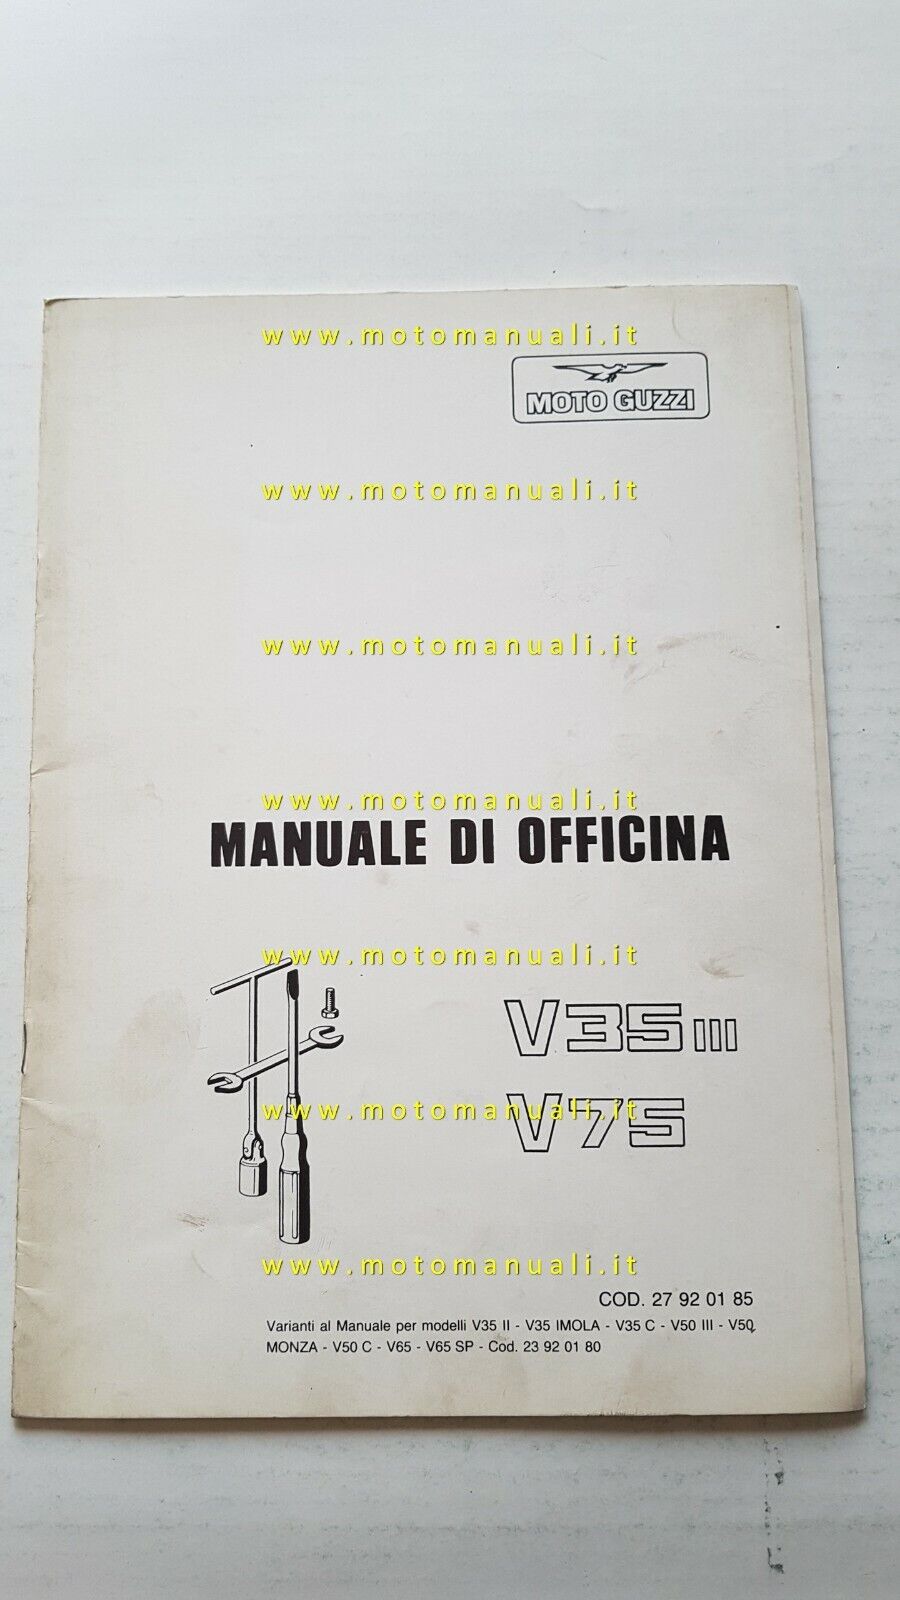 www.motomanuali.it
MOTO GUZZI
www.motomanuali.it
www.motomanuali.it
www.motomanuali.it
MANUALE DI OFFICINA
www.motomanuali.it
V35 III
www.motomanuali.it
V75
www.motomanuali.it
COD. 27 92 01 85
Varianti al Manuale per modelli V35 II - V35 IMOLA - V35 C - V50 III - V50
MONZA - V50 C - V65 - V65 SP - Cod. 23 92 01 80